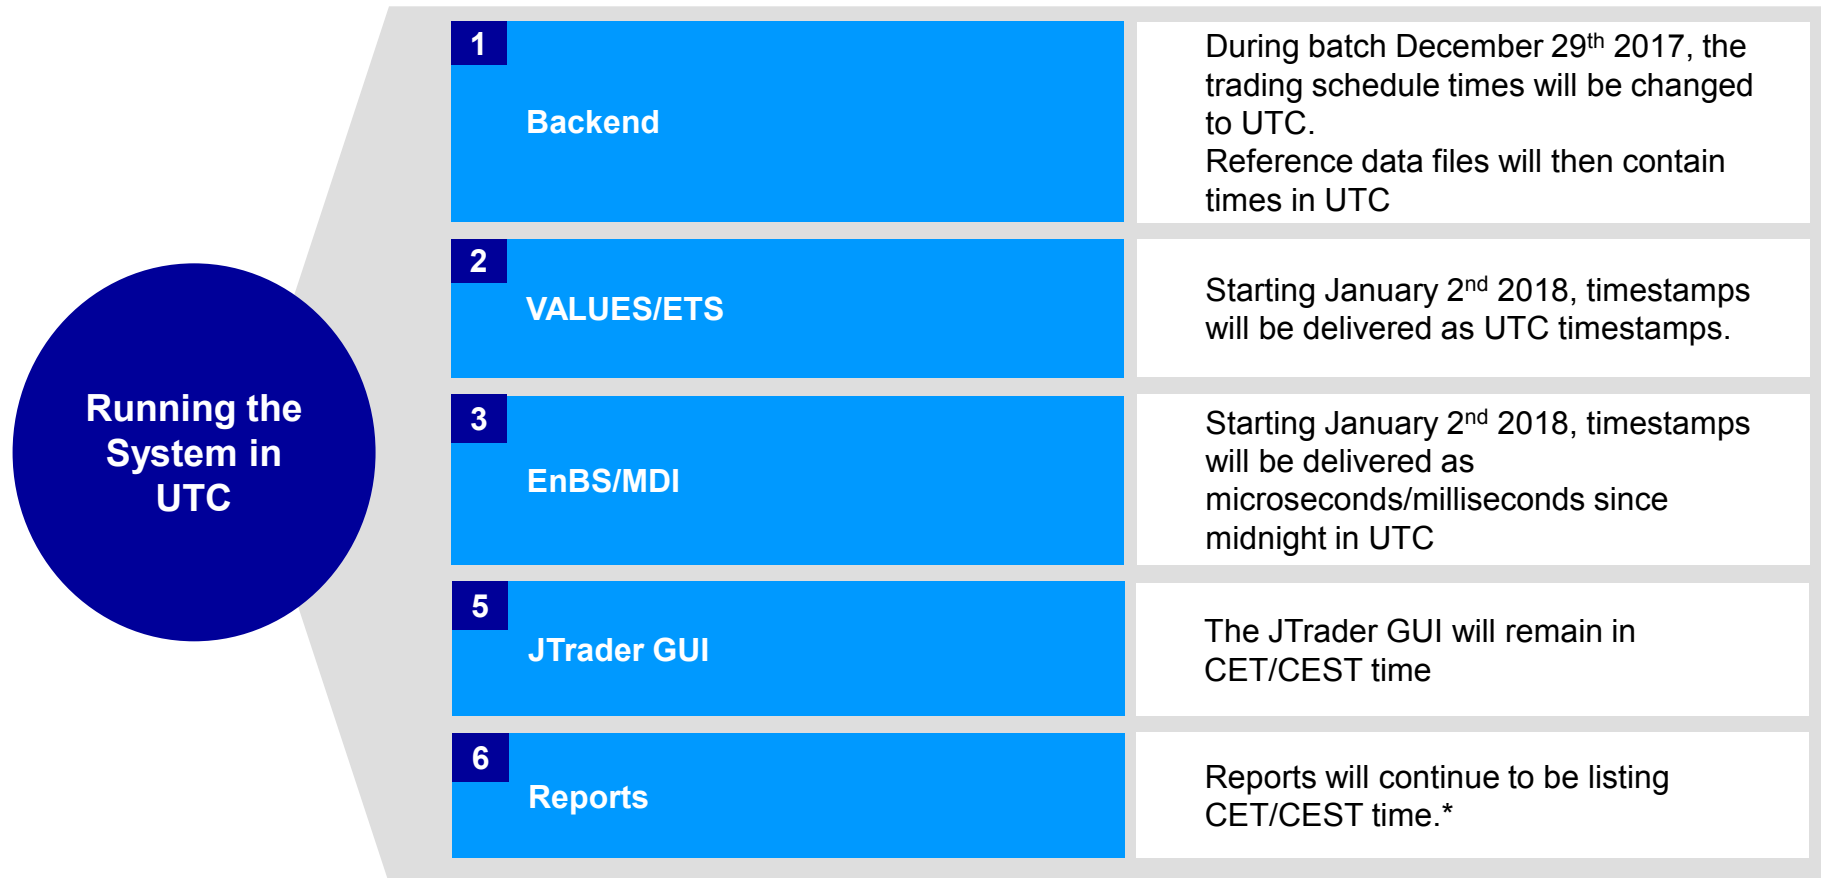 Running the
System in
UTC
1
Backend
During batch December 29th 2017, the
trading schedule times will be changed
to UTC.
Reference data files will then contain
times in UTC
2
VALUES/ETS
Starting January 2nd 2018, timestamps
will be delivered as UTC timestamps.
3
EnBS/MDI
Starting January 2nd 2018, timestamps
will be delivered as
microseconds/milliseconds since
midnight in UTC
5
JTrader GUI
The JTrader GUI will remain in
CET/CEST time
6
Reports
Reports will continue to be listing
CET/CEST time.*